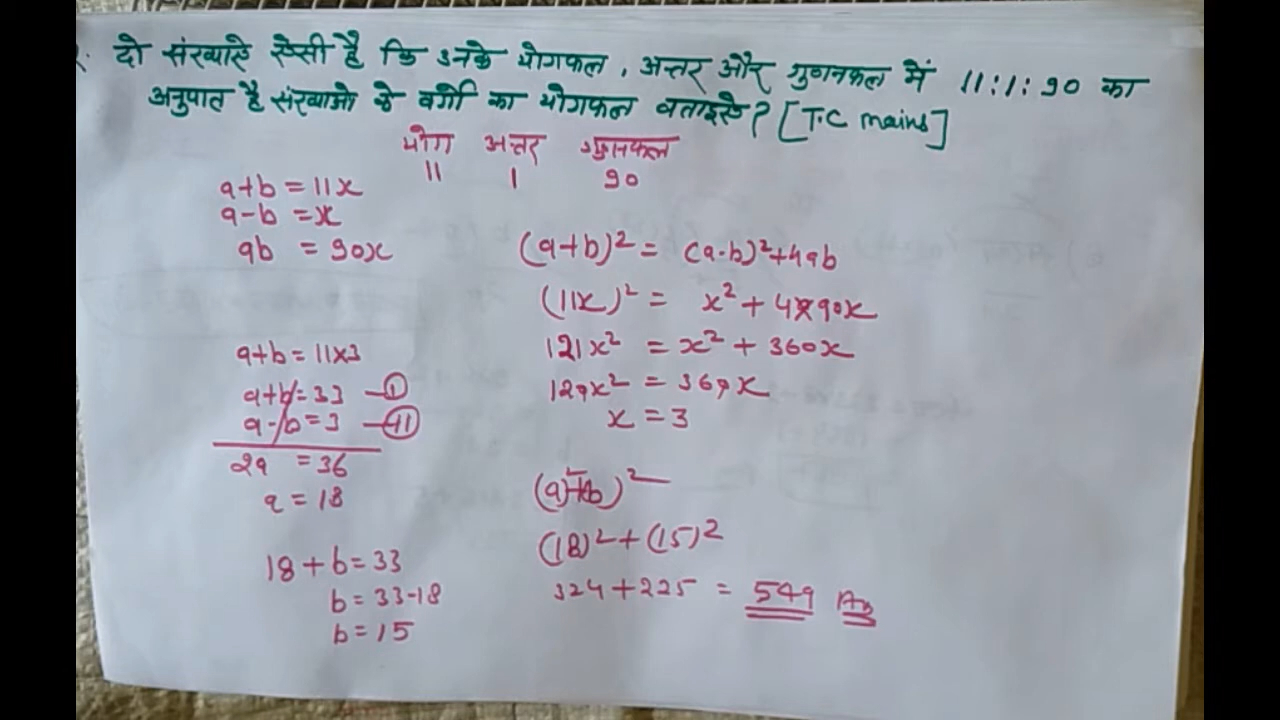 दो संख्याऐ ऐसी है कि उनके योगफल , अन्तर और गुणनफल में 11:1:90 का
अनुपात है संख्याओ के वर्गो का योगफल बताइऐ? [T.C mains]
योग अन्तर गुणनफल
11 1 90
a+b = 11x
a-b = x
ab = 90x
(a+b)² = (a-b)²+4ab
(11x)² = x² + 4×90x
121x² = x² + 360x
120x² = 360x
x = 3
a+b = 11×3
a+b = 33 —①
a-b = 3 —⑪
2a = 36
a = 18
18 + b = 33
b = 33-18
b = 15
(18)² + (15)²
324 + 225 = 549 An